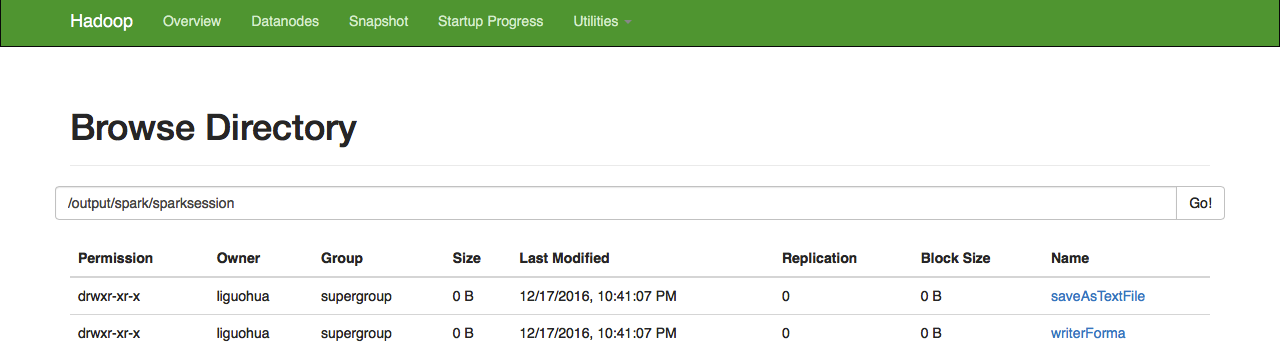 Hadoop Overview Datanodes Snapshot Startup Progress Utilities
Browse Directory
/output/spark/sparksession Go!
Permission Owner Group Size Last Modified Replication Block Size Name
drwxr-xr-x liguohua supergroup 0 B 12/17/2016, 10:41:07 PM 0 0 B saveAsTextFile
drwxr-xr-x liguohua supergroup 0 B 12/17/2016, 10:41:07 PM 0 0 B writerForma